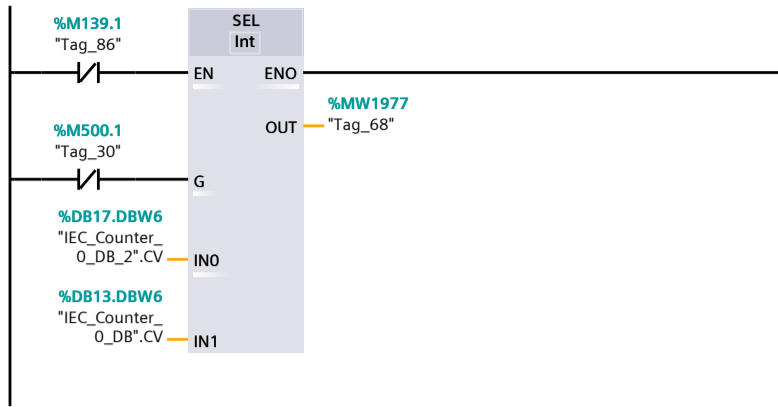 %M139.1
"Tag_86"
SEL
Int
EN
ENO
%MW1977
"Tag_68"
OUT
%M500.1
"Tag_30"
G
%DB17.DBW6
"IEC_Counter_
0_DB_2".CV
IN0
%DB13.DBW6
"IEC_Counter_
0_DB".CV
IN1